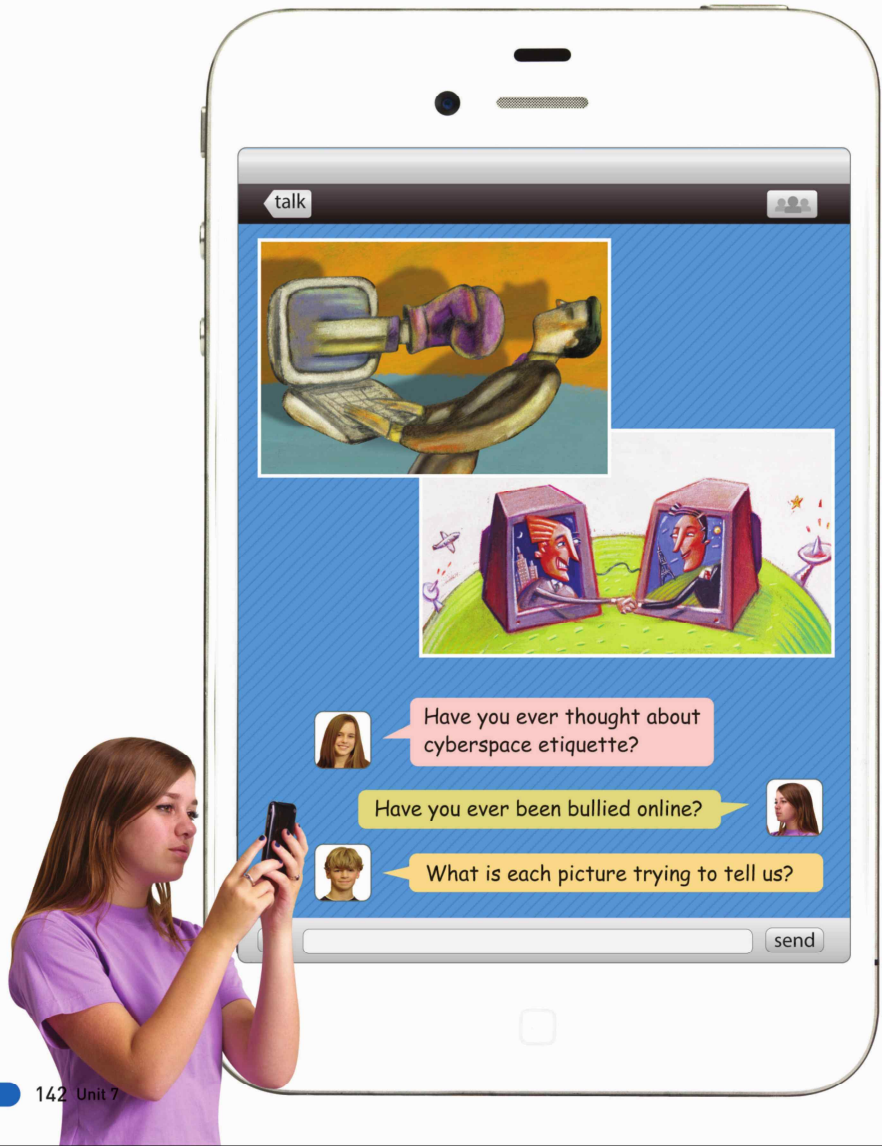 talk
Have you ever thought about
cyberspace etiquette?
Have you ever been bullied online?
What is each picture trying to tell us?
send
142 Unit 7